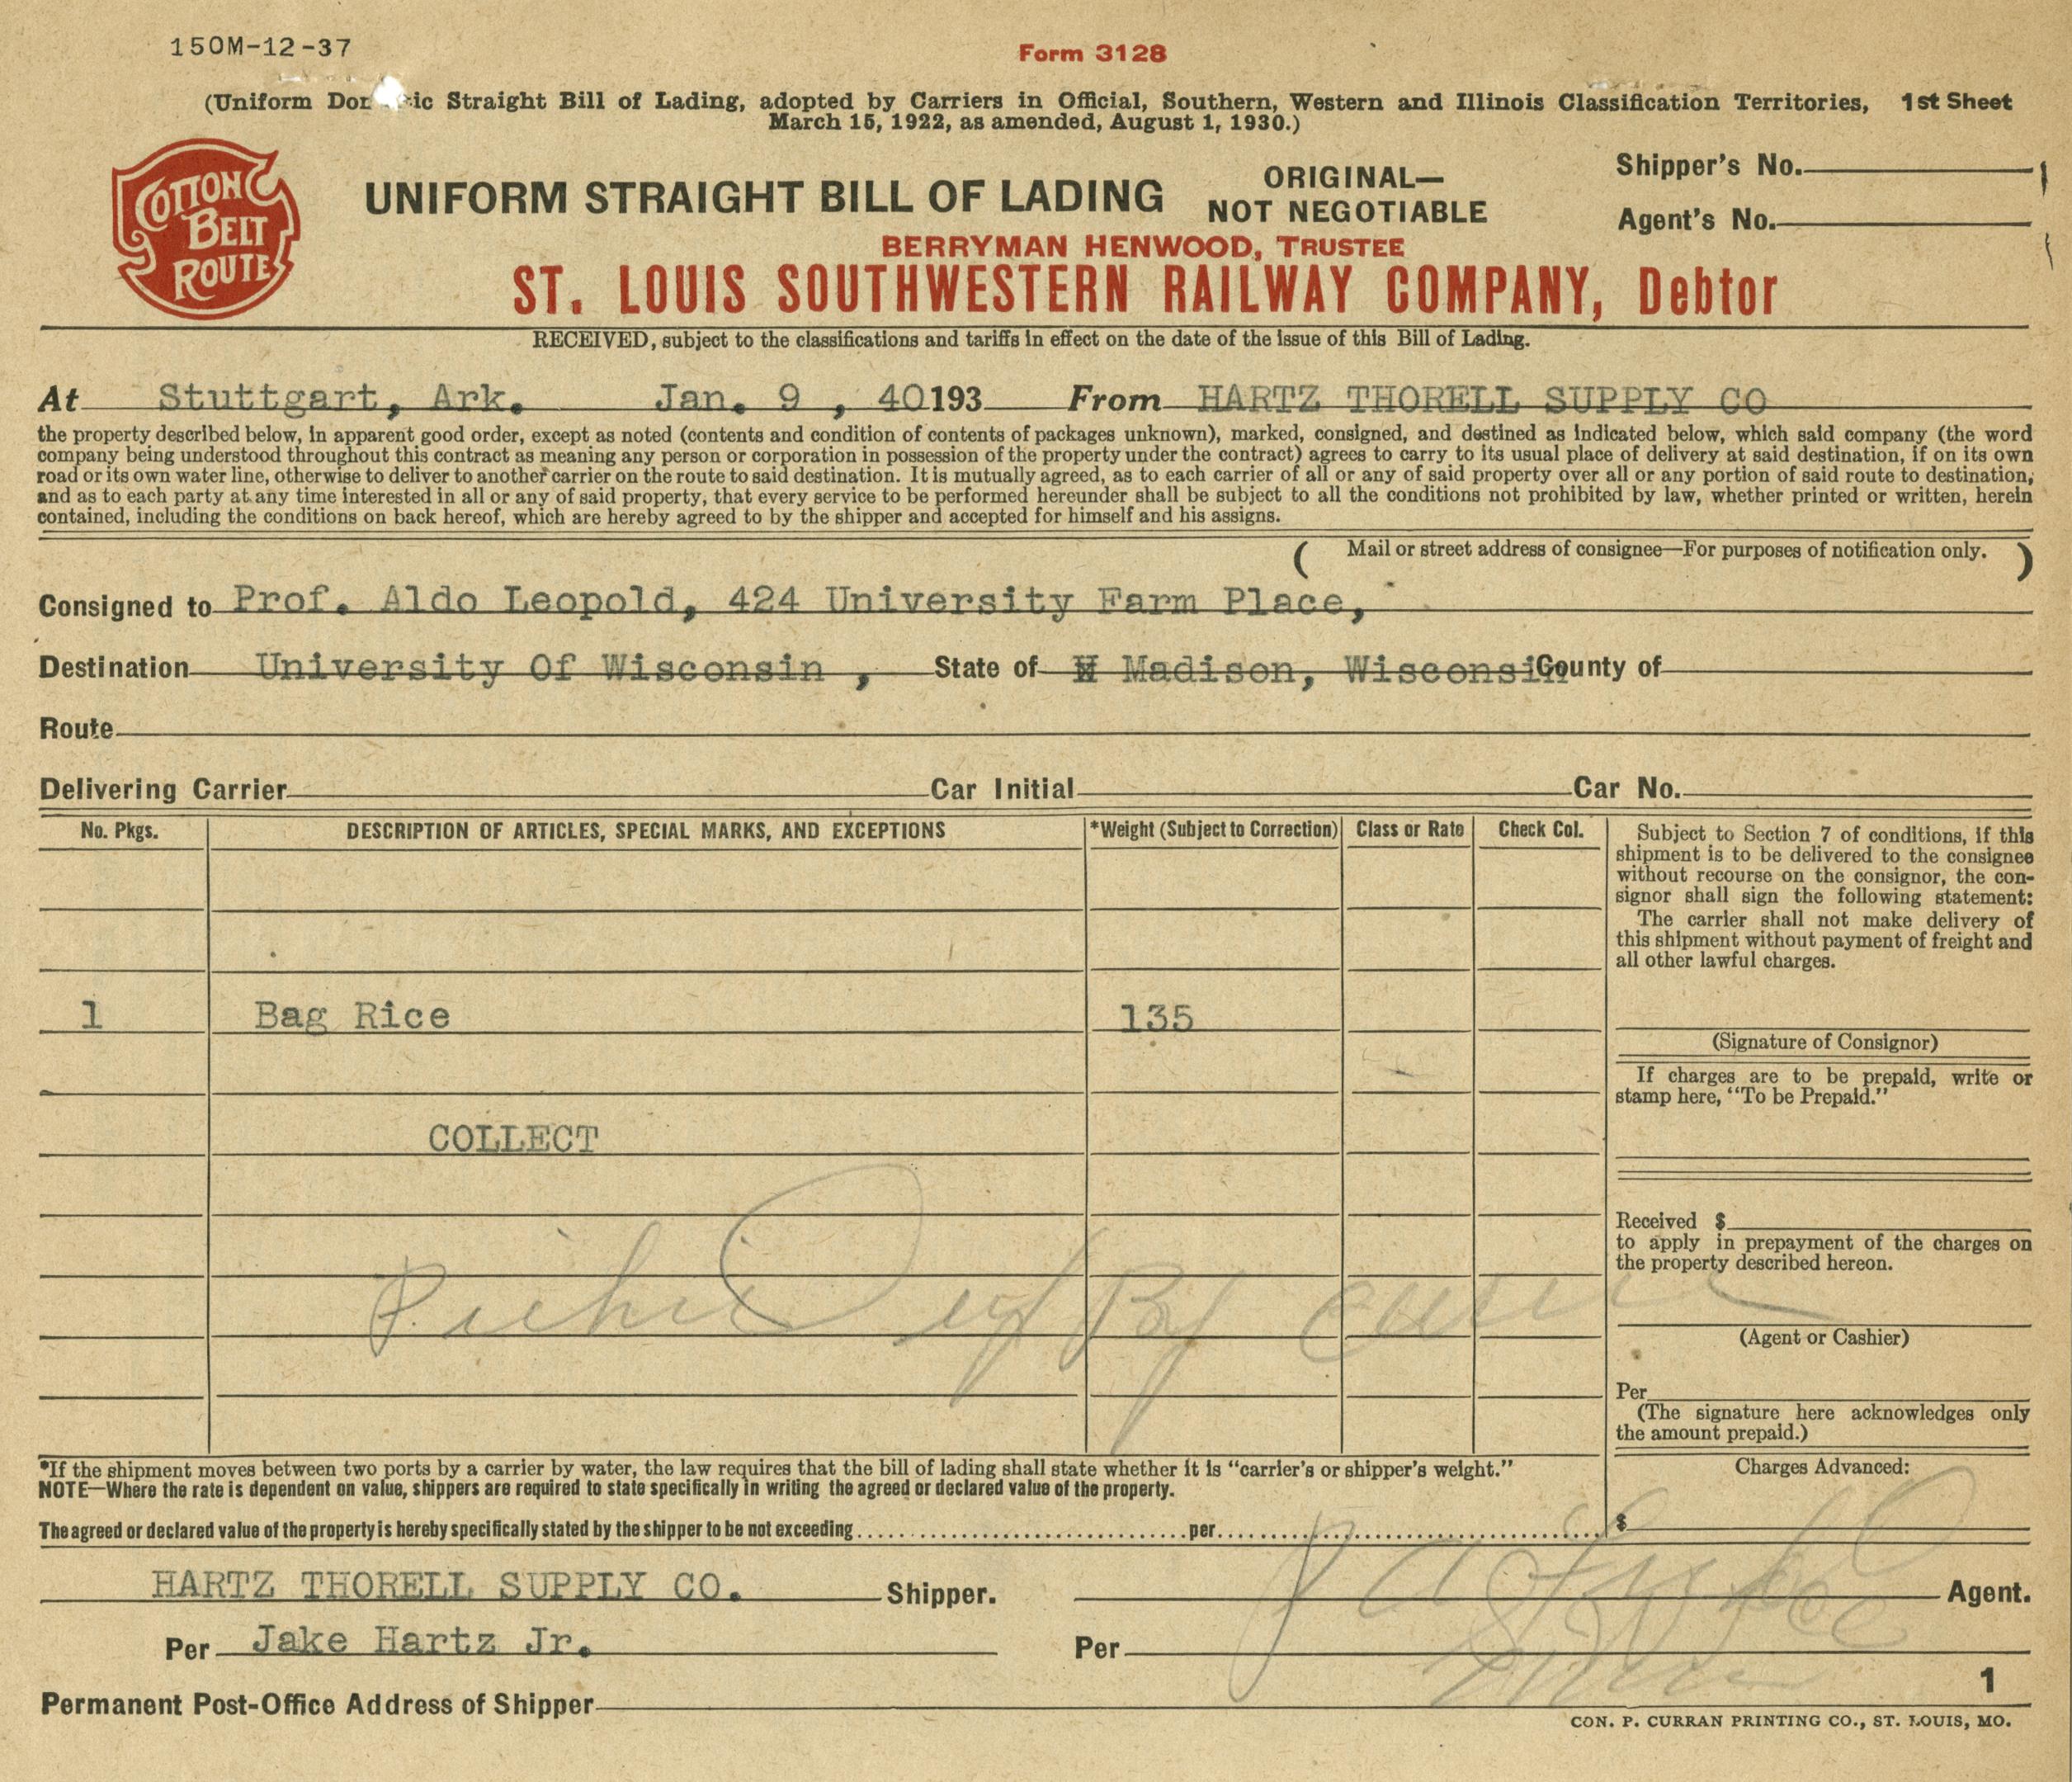 150M-12-37
Form 3128
(Uniform Do ic Straight Bill of Lading, adopted by Carriers in Official, Southern, Western and Illinois Classification Territories, 1st Sheet
March 15, 1922, as amended, August 1, 1930.)
COTTON
BELT
ROUTE
UNIFORM STRAIGHT BILL OF LADING
ORIGINAL—
NOT NEGOTIABLE
Shipper's No.
Agent's No.
BERRYMAN HENWOOD, TRUSTEE
ST. LOUIS SOUTHWESTERN RAILWAY COMPANY, Debtor
RECEIVED, subject to the classifications and tariffs in effect on the date of the issue of this Bill of Lading.
At Stuttgart, Ark. Jan. 9 , 40193 From HARTZ THORELL SUPPLY CO
the property described below, in apparent good order, except as noted (contents and condition of contents of packages unknown), marked, consigned, and destined as indicated below, which said company (the word
company being understood throughout this contract as meaning any person or corporation in possession of the property under the contract) agrees to carry to its usual place of delivery at said destination, if on its own
road or its own water line, otherwise to deliver to another carrier on the route to said destination. It is mutually agreed, as to each carrier of all or any of said property over all or any portion of said route to destination,
and as to each party at any time interested in all or any of said property, that every service to be performed hereunder shall be subject to all the conditions not prohibited by law, whether printed or written, herein
contained, including the conditions on back hereof, which are hereby agreed to by the shipper and accepted for himself and his assigns.
( Mail or street address of consignee—For purposes of notification only. )
Consigned to Prof. Aldo Leopold, 424 University Farm Place,
Destination University Of Wisconsin , State of Madison, Wisconsin County of
Route
Delivering Carrier Car Initial Car No.
No. Pkgs. DESCRIPTION OF ARTICLES, SPECIAL MARKS, AND EXCEPTIONS *Weight (Subject to Correction) Class or Rate Check Col.
1 Bag Rice 135
COLLECT
Subject to Section 7 of conditions, if this
shipment is to be delivered to the consignee
without recourse on the consignor, the con-
signor shall sign the following statement:
The carrier shall not make delivery of
this shipment without payment of freight and
all other lawful charges.
(Signature of Consignor)
If charges are to be prepaid, write or
stamp here, "To be Prepaid."
Received $
to apply in prepayment of the charges on
the property described hereon.
(Agent or Cashier)
Per
(The signature here acknowledges only
the amount prepaid.)
Charges Advanced:
$
By
*If the shipment moves between two ports by a carrier by water, the law requires that the bill of lading shall state whether it is "carrier's or shipper's weight."
NOTE—Where the rate is dependent on value, shippers are required to state specifically in writing the agreed or declared value of the property.
The agreed or declared value of the property is hereby specifically stated by the shipper to be not exceeding per
HARTZ THORELL SUPPLY CO. Shipper. Agent.
Per Jake Hartz Jr. Per
1
Permanent Post-Office Address of Shipper
CON. P. CURRAN PRINTING CO., ST. LOUIS, MO.